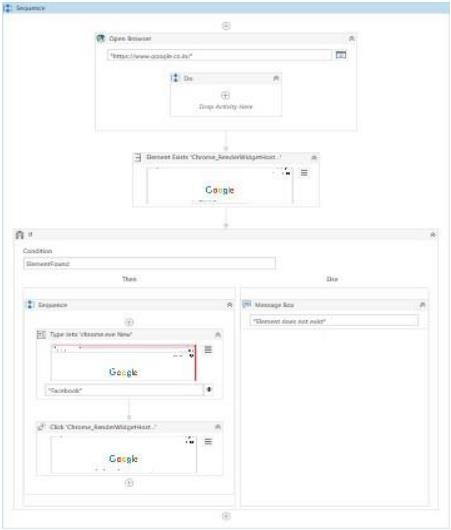 Sequence
Open Browser
"https://www.google.co.in/"
Do
Drop Activity Here
Element Exists 'Chrome_RenderWidgetHost...'
Google
If
Condition
ElementFound
Then
Else
Sequence
Message Box
"Element does not exist"
Type Into 'chrome.exe New'
Google
"Facebook"
Click 'Chrome_RenderWidgetHost...'
Google